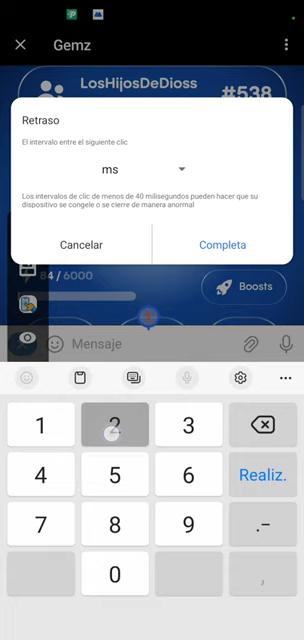 Gemz
LosHijosDeDioss
#538
Retraso
El intervalo entre el siguiente clic
ms
Los intervalos de clic de menos de 40 milisegundos pueden hacer que su
dispositivo se congele o se cierre de manera anormal
Cancelar
Completa
84 / 6000
Boosts
Mensaje
1
2
3
4
5
6
Realiz.
7
8
9
.-
0
,